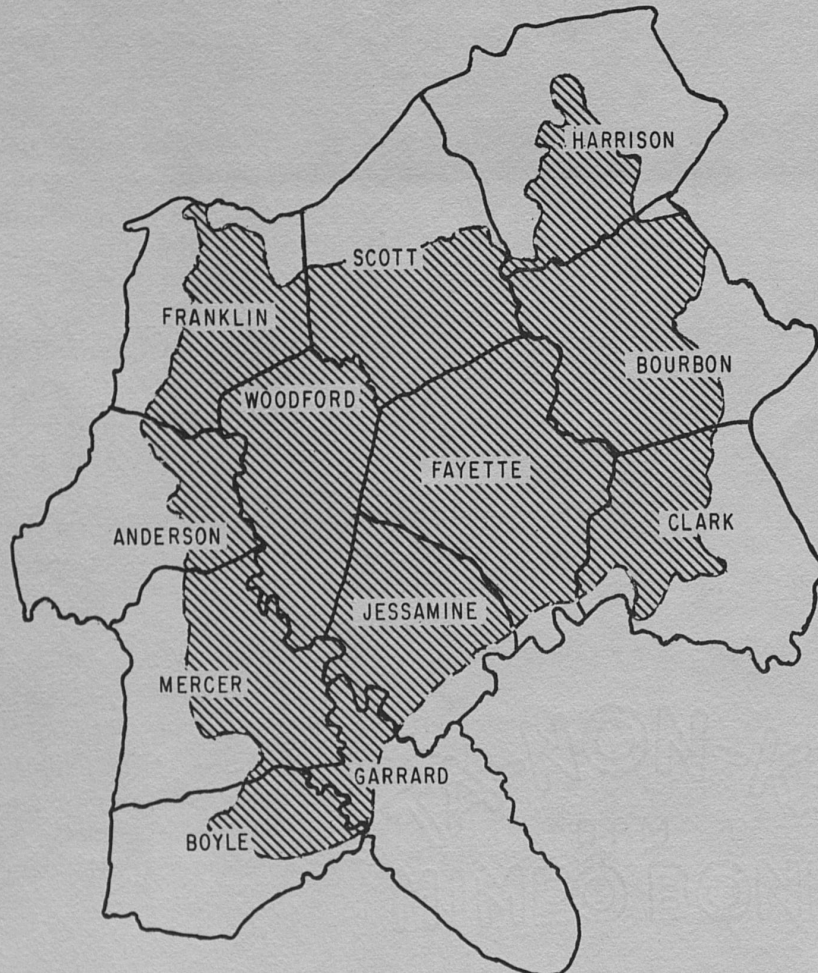 HARRISON
SCOTT
FRANKLIN
BOURBON
WOODFORD
FAYETTE
CLARK
ANDERSON
JESSAMINE
MERCER
GARRARD
BOYLE